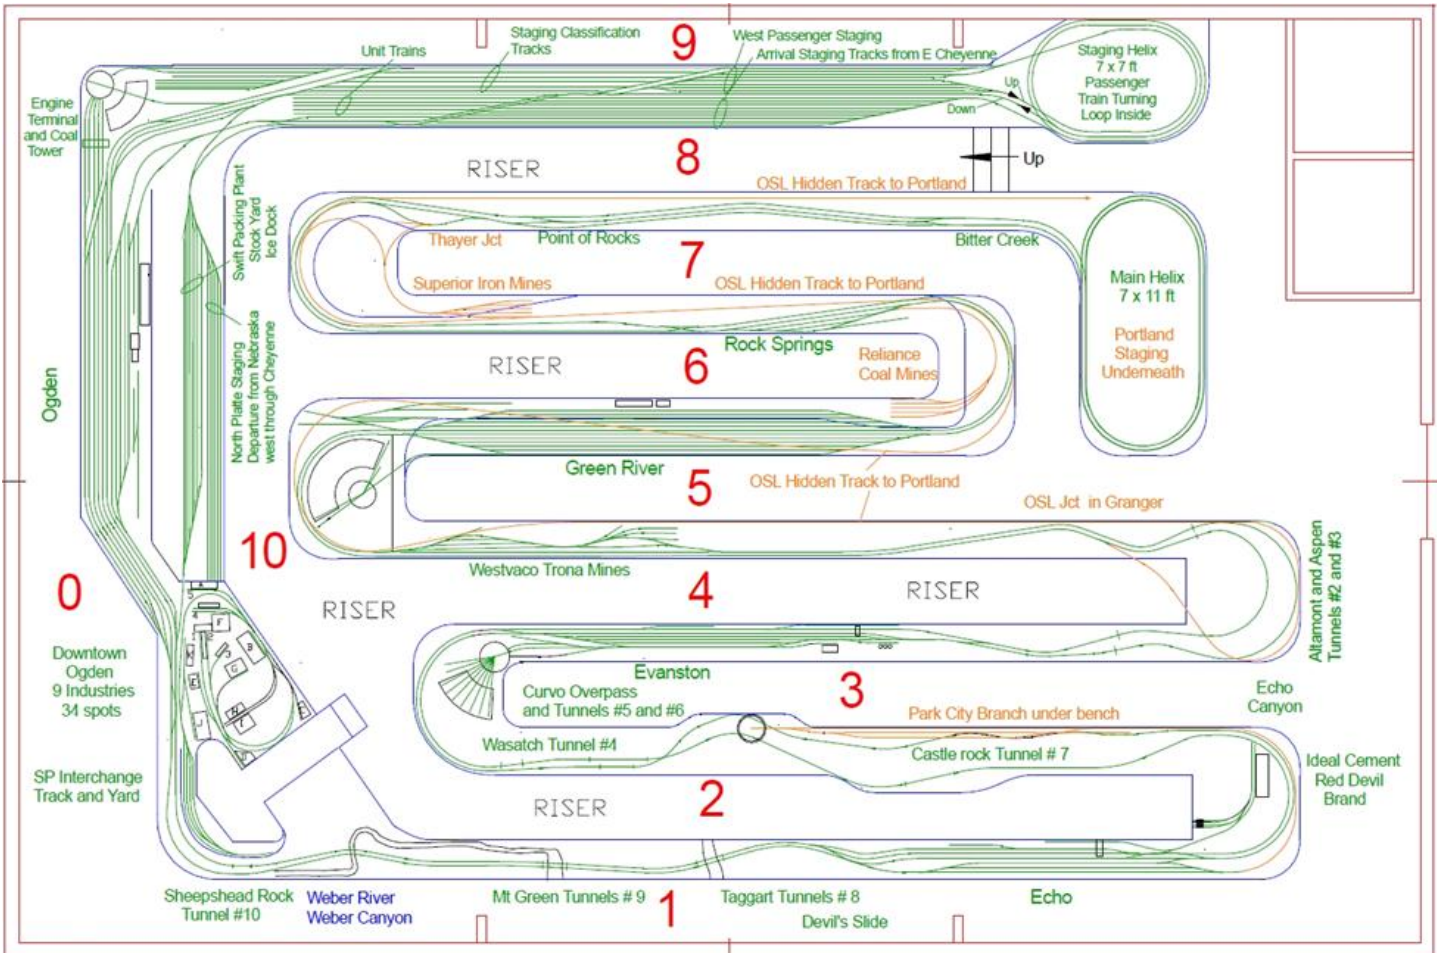 9
Unit Trains
Staging Classification
Tracks
West Passenger Staging
Arrival Staging Tracks from E Cheyenne
Staging Helix
7 x 7 ft
Passenger
Train Turning
Loop Inside
Up
Down
Engine
Terminal
and Coal
Tower
8
RISER
Up
OSL Hidden Track to Portland
Swift Packing Plant
Stock Yard
Ice Dock
Thayer Jct
Point of Rocks
Bitter Creek
7
Superior Iron Mines
OSL Hidden Track to Portland
Main Helix
7 x 11 ft
Portland
Staging
Underneath
Rock Springs
RISER
6
Reliance
Coal Mines
North Platte Staging
Departure from Nebraska
west through Cheyenne
Ogden
Green River
5
OSL Hidden Track to Portland
OSL Jct in Granger
10
Westvaco Trona Mines
4
RISER
RISER
Altamont and Aspen
Tunnels #2 and #3
0
Downtown
Ogden
9 Industries
34 spots
A
F
B
G
J
H
I
Evanston
3
Curvo Overpass
and Tunnels #5 and #6
Echo
Canyon
Park City Branch under bench
Wasatch Tunnel #4
Castle rock Tunnel # 7
SP Interchange
Track and Yard
Ideal Cement
Red Devil
Brand
RISER
2
Sheepshead Rock
Tunnel #10
Weber River
Weber Canyon
Mt Green Tunnels # 9
1
Taggart Tunnels # 8
Devil's Slide
Echo